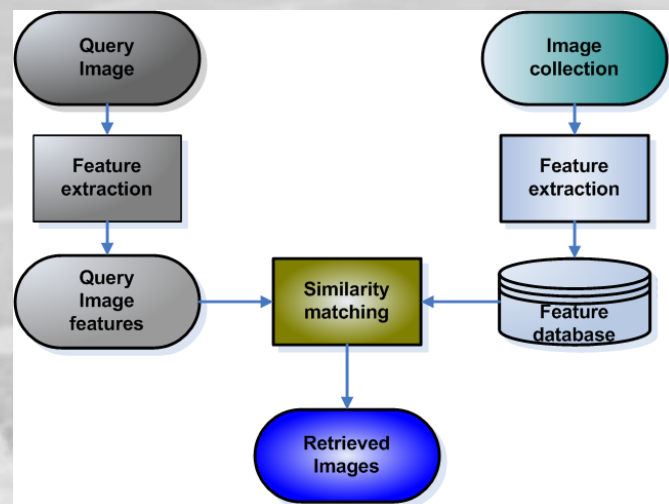 Query
Image
Image
collection
Feature
extraction
Feature
extraction
Query
Image
features
Similarity
matching
Feature
database
Retrieved
Images